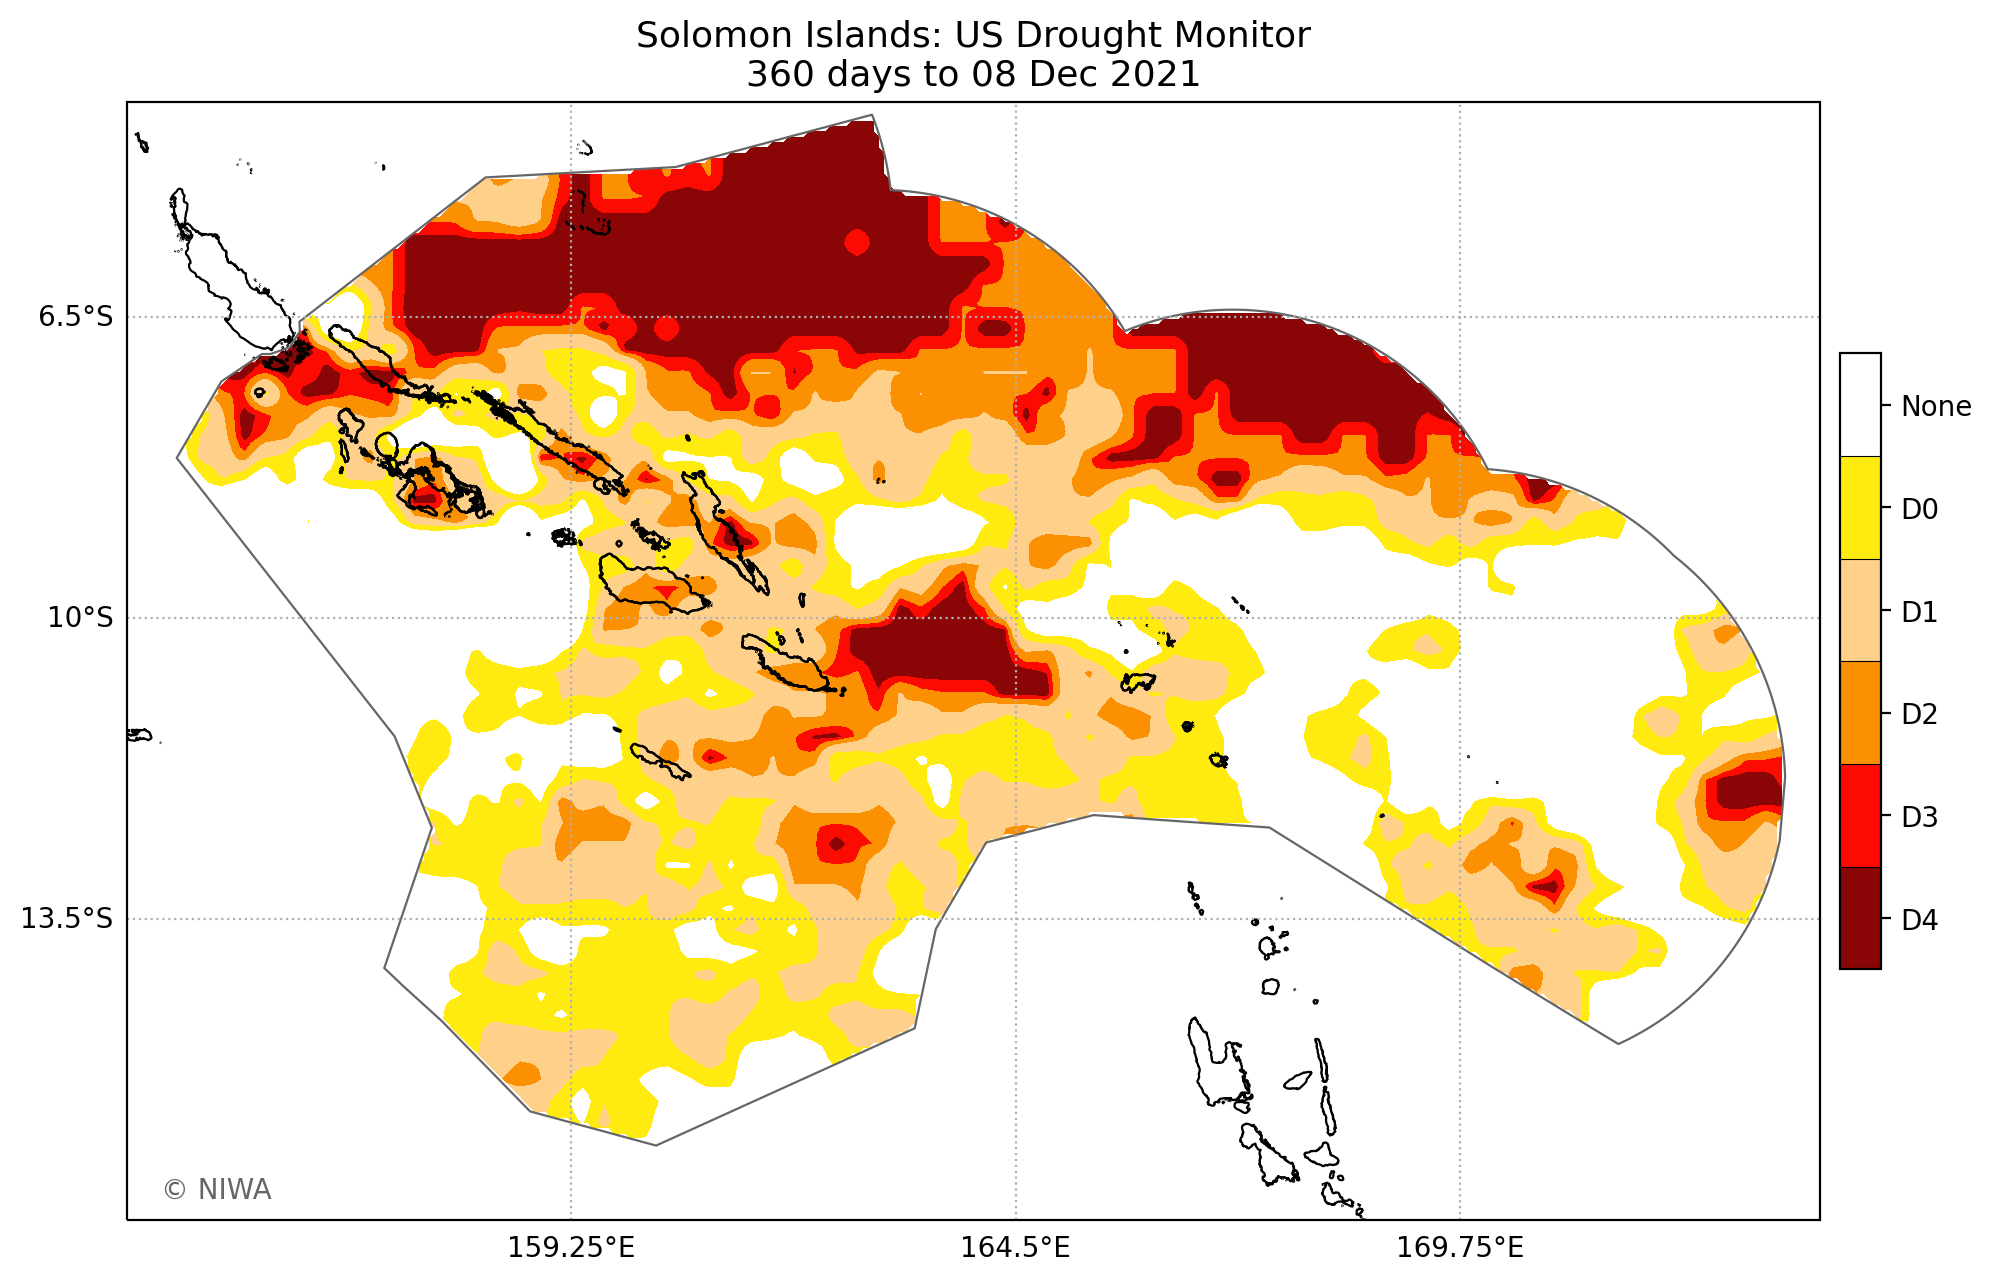 Solomon Islands: US Drought Monitor
360 days to 08 Dec 2021
6.5°S
10°S
13.5°S
159.25°E
164.5°E
169.75°E
None
D0
D1
D2
D3
D4
© NIWA